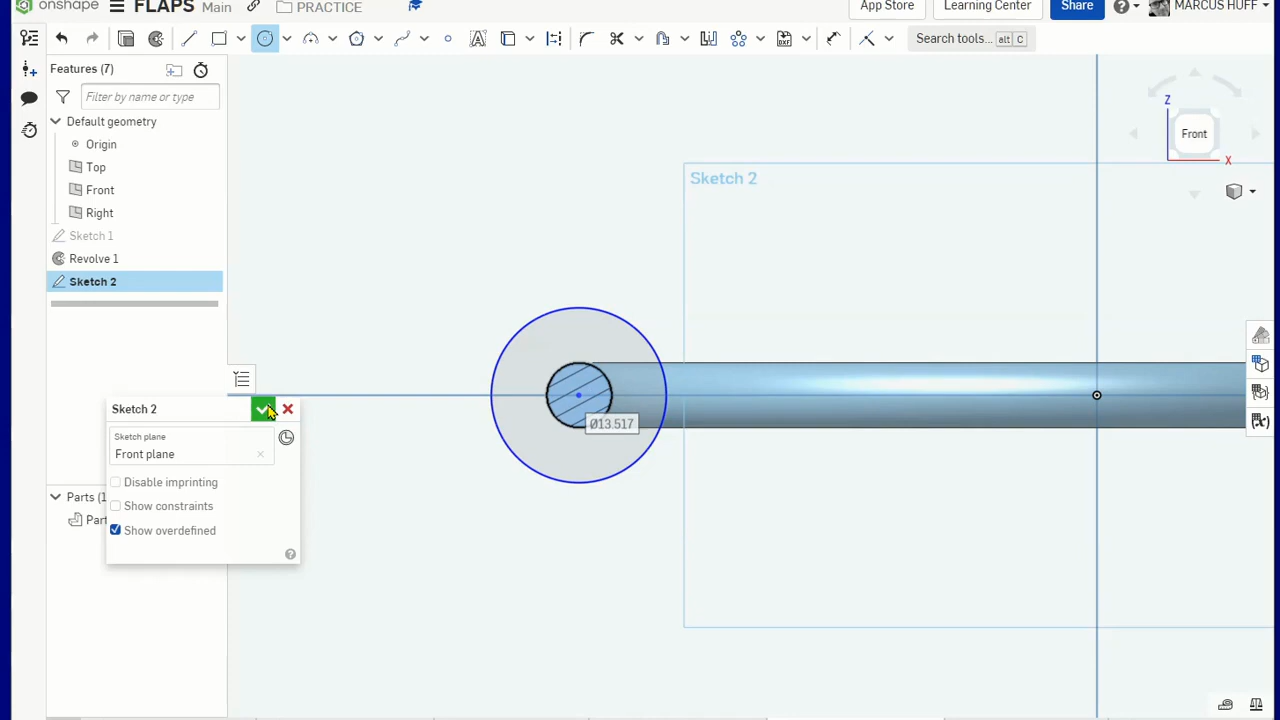 onshape FLAPS Main PRACTICE App Store Learning Center Share MARCUS HUFF
Search tools... alt C
Features (7)
Filter by name or type
Default geometry
Origin
Top
Front
Right
Sketch 1
Revolve 1
Sketch 2
Sketch 2
Sketch plane
Front plane
Disable imprinting
Show constraints
Show overdefined
Parts (1
Part
Sketch 2
Ø13.517
Z
Front
X
(x)